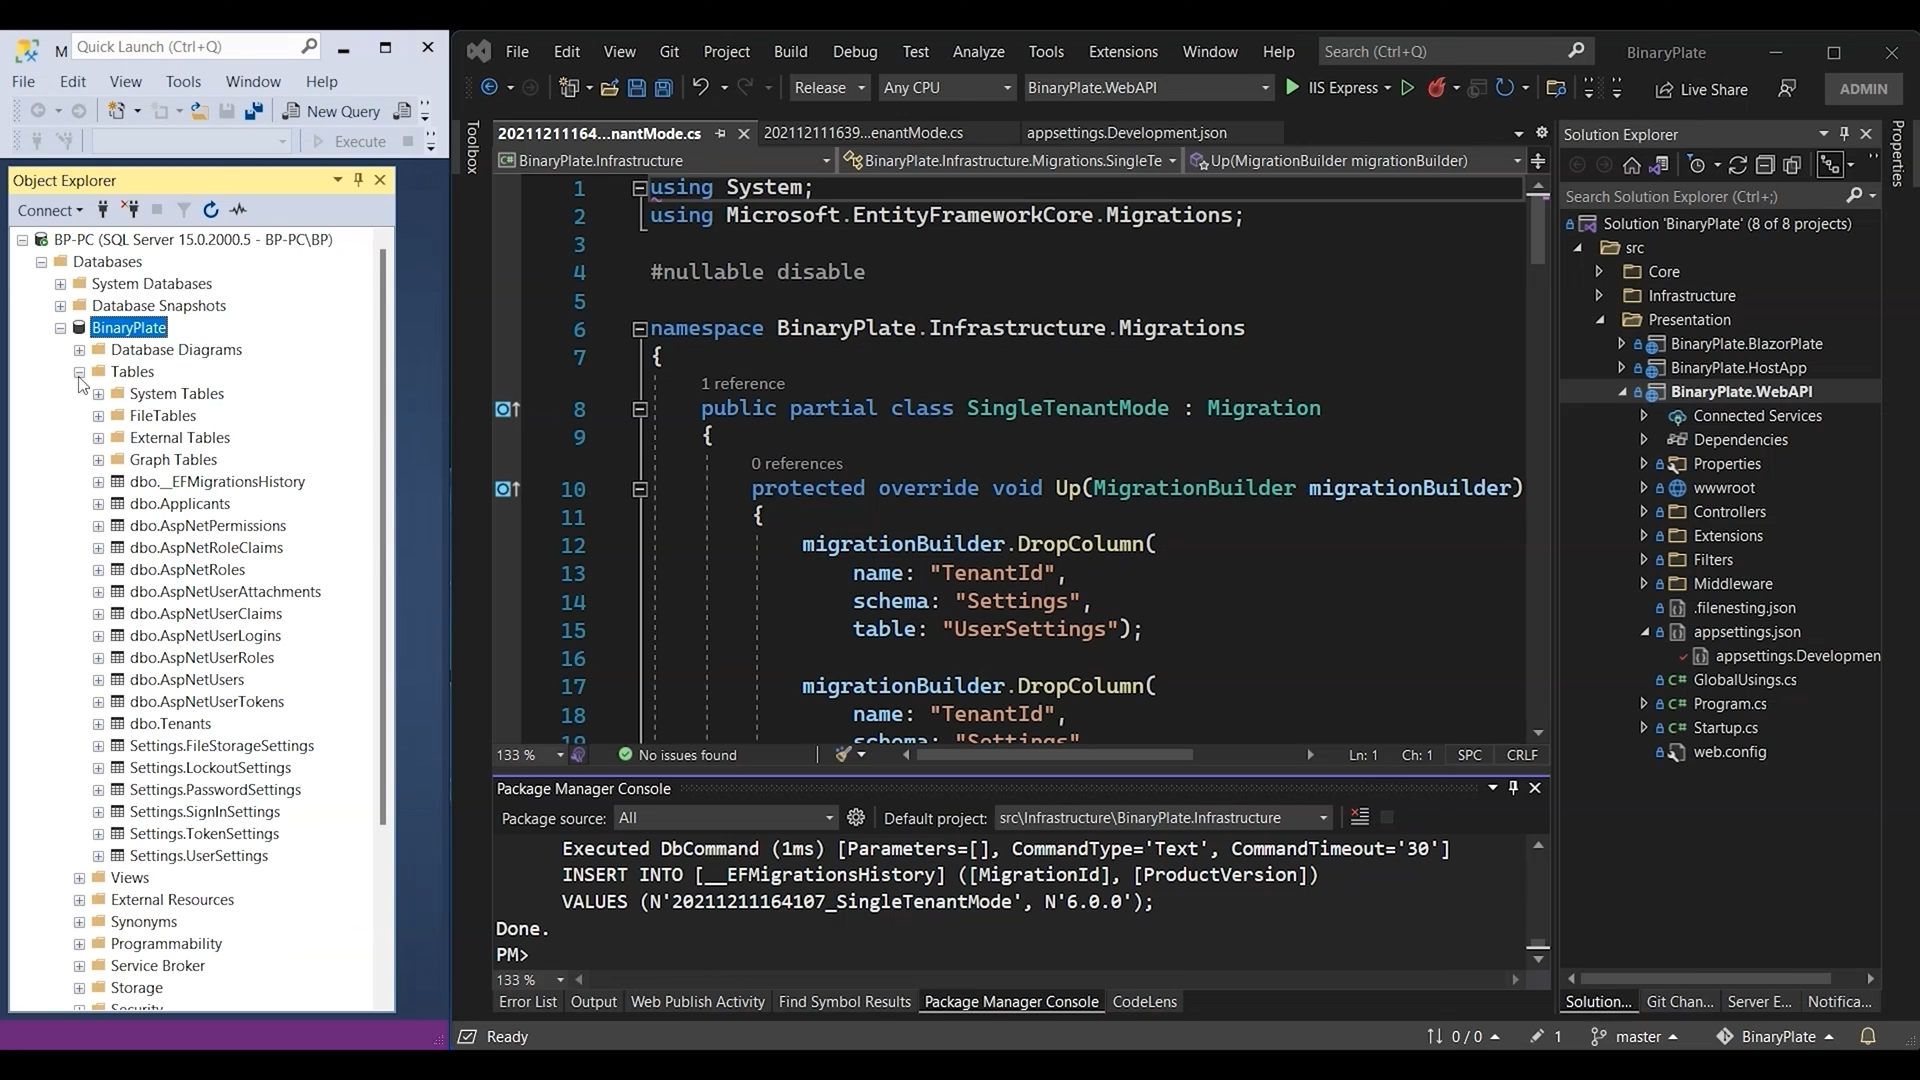 M
Quick Launch (Ctrl+Q)
File Edit View Tools Window Help
New Query
Execute
Object Explorer
Connect
BP-PC (SQL Server 15.0.2000.5 - BP-PC\BP)
Databases
System Databases
Database Snapshots
BinaryPlate
Database Diagrams
Tables
System Tables
FileTables
External Tables
Graph Tables
dbo.__EFMigrationsHistory
dbo.Applicants
dbo.AspNetPermissions
dbo.AspNetRoleClaims
dbo.AspNetRoles
dbo.AspNetUserAttachments
dbo.AspNetUserClaims
dbo.AspNetUserLogins
dbo.AspNetUserRoles
dbo.AspNetUsers
dbo.AspNetUserTokens
dbo.Tenants
Settings.FileStorageSettings
Settings.LockoutSettings
Settings.PasswordSettings
Settings.SignInSettings
Settings.TokenSettings
Settings.UserSettings
Views
External Resources
Synonyms
Programmability
Service Broker
Storage
Security
File Edit View Git Project Build Debug Test Analyze Tools Extensions Window Help Search (Ctrl+Q) BinaryPlate
Release Any CPU BinaryPlate.WebAPI IIS Express Live Share ADMIN
Toolbox
20211211164...nantMode.cs 202112111639...enantMode.cs appsettings.Development.json
BinaryPlate.Infrastructure BinaryPlate.Infrastructure.Migrations.SingleTe Up(MigrationBuilder migrationBuilder)
1 using System;
2 using Microsoft.EntityFrameworkCore.Migrations;
3
4 #nullable disable
5
6 namespace BinaryPlate.Infrastructure.Migrations
7 {
1 reference
8 public partial class SingleTenantMode : Migration
9 {
0 references
10 protected override void Up(MigrationBuilder migrationBuilder)
11 {
12 migrationBuilder.DropColumn(
13 name: "TenantId",
14 schema: "Settings",
15 table: "UserSettings");
16
17 migrationBuilder.DropColumn(
18 name: "TenantId",
19 schema: "Settings"
133 % No issues found Ln: 1 Ch: 1 SPC CRLF
Package Manager Console
Package source: All Default project: src\Infrastructure\BinaryPlate.Infrastructure
Executed DbCommand (1ms) [Parameters=[], CommandType='Text', CommandTimeout='30']
INSERT INTO [__EFMigrationsHistory] ([MigrationId], [ProductVersion])
VALUES (N'20211211164107_SingleTenantMode', N'6.0.0');
Done.
PM>
133 %
Error List Output Web Publish Activity Find Symbol Results Package Manager Console CodeLens
Ready 0 / 0 1 master BinaryPlate
Solution Explorer
Search Solution Explorer (Ctrl+;)
Solution 'BinaryPlate' (8 of 8 projects)
src
Core
Infrastructure
Presentation
BinaryPlate.BlazorPlate
BinaryPlate.HostApp
BinaryPlate.WebAPI
Connected Services
Dependencies
Properties
wwwroot
Controllers
Extensions
Filters
Middleware
.filenesting.json
appsettings.json
appsettings.Developmen
C# GlobalUsings.cs
C# Program.cs
C# Startup.cs
web.config
Solution... Git Chan... Server E... Notifica...
Properties